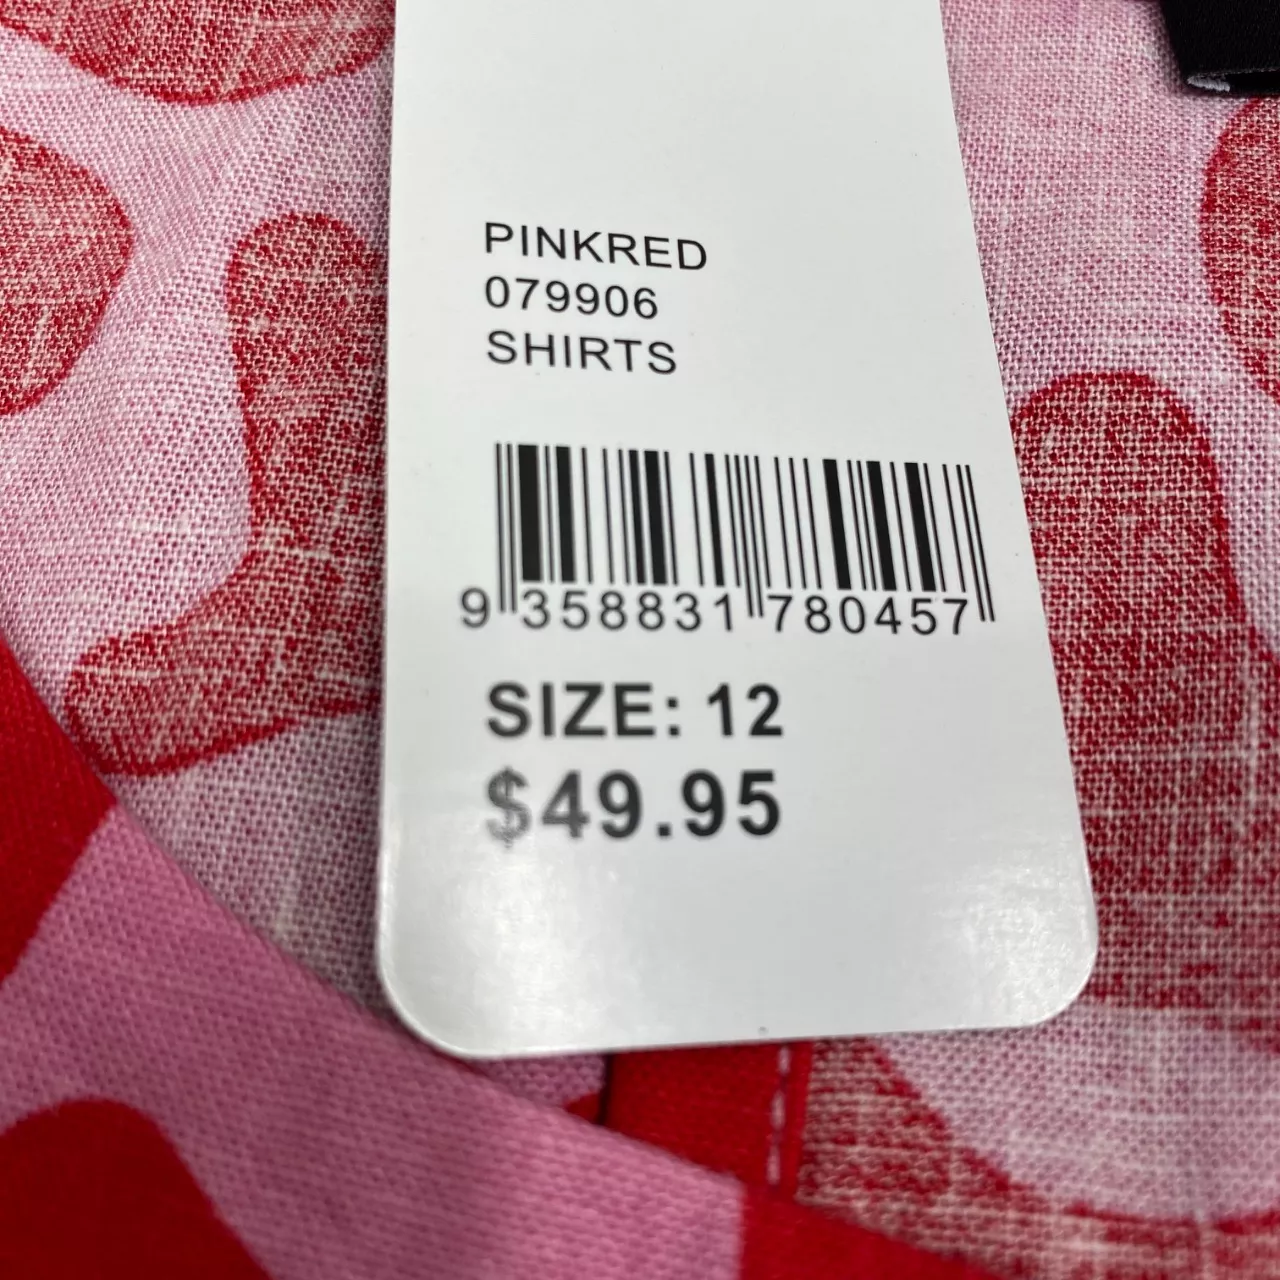 PINKRED
079906
SHIRTS
9 358831 780457
SIZE: 12
$49.95